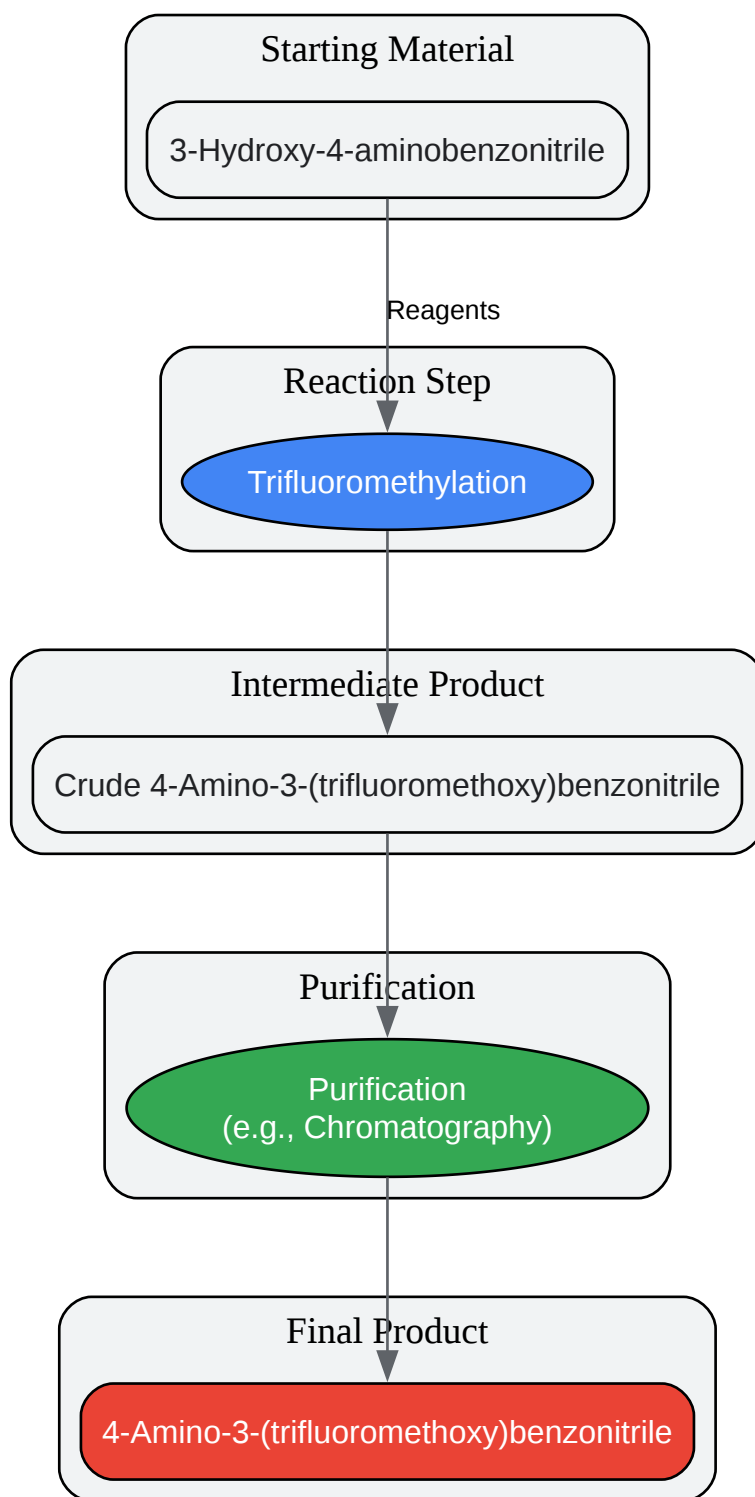 Starting Material
3-Hydroxy-4-aminobenzonitrile
Reagents
Reaction Step
Trifluoromethylation
Intermediate Product
Crude 4-Amino-3-(trifluoromethoxy)benzonitrile
Purification
Purification
(e.g., Chromatography)
Final Product
4-Amino-3-(trifluoromethoxy)benzonitrile